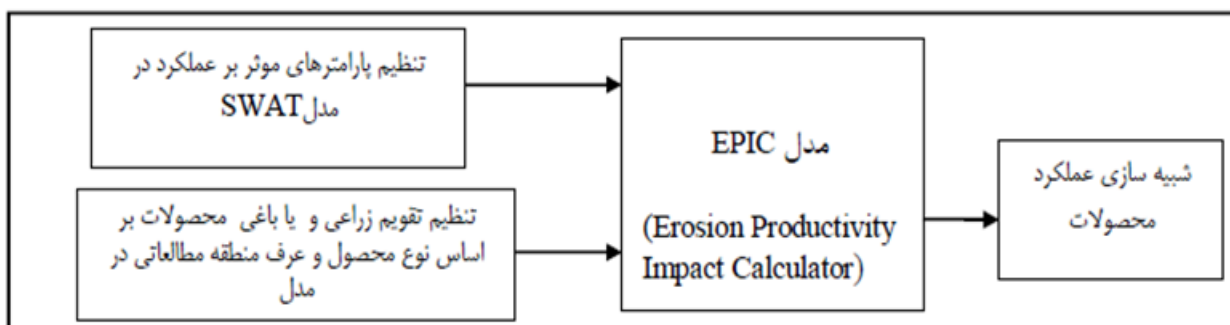 تنظیم پارامترهای موثر بر عملکرد در
مدلSWAT
تنظیم تقویم زراعی و یا باغی محصولات بر
اساس نوع محصول و عرف منطقه مطالعاتی در
مدل
مدل EPIC
(Erosion Productivity
Impact Calculator)
شبیه سازی عملکرد
محصولات